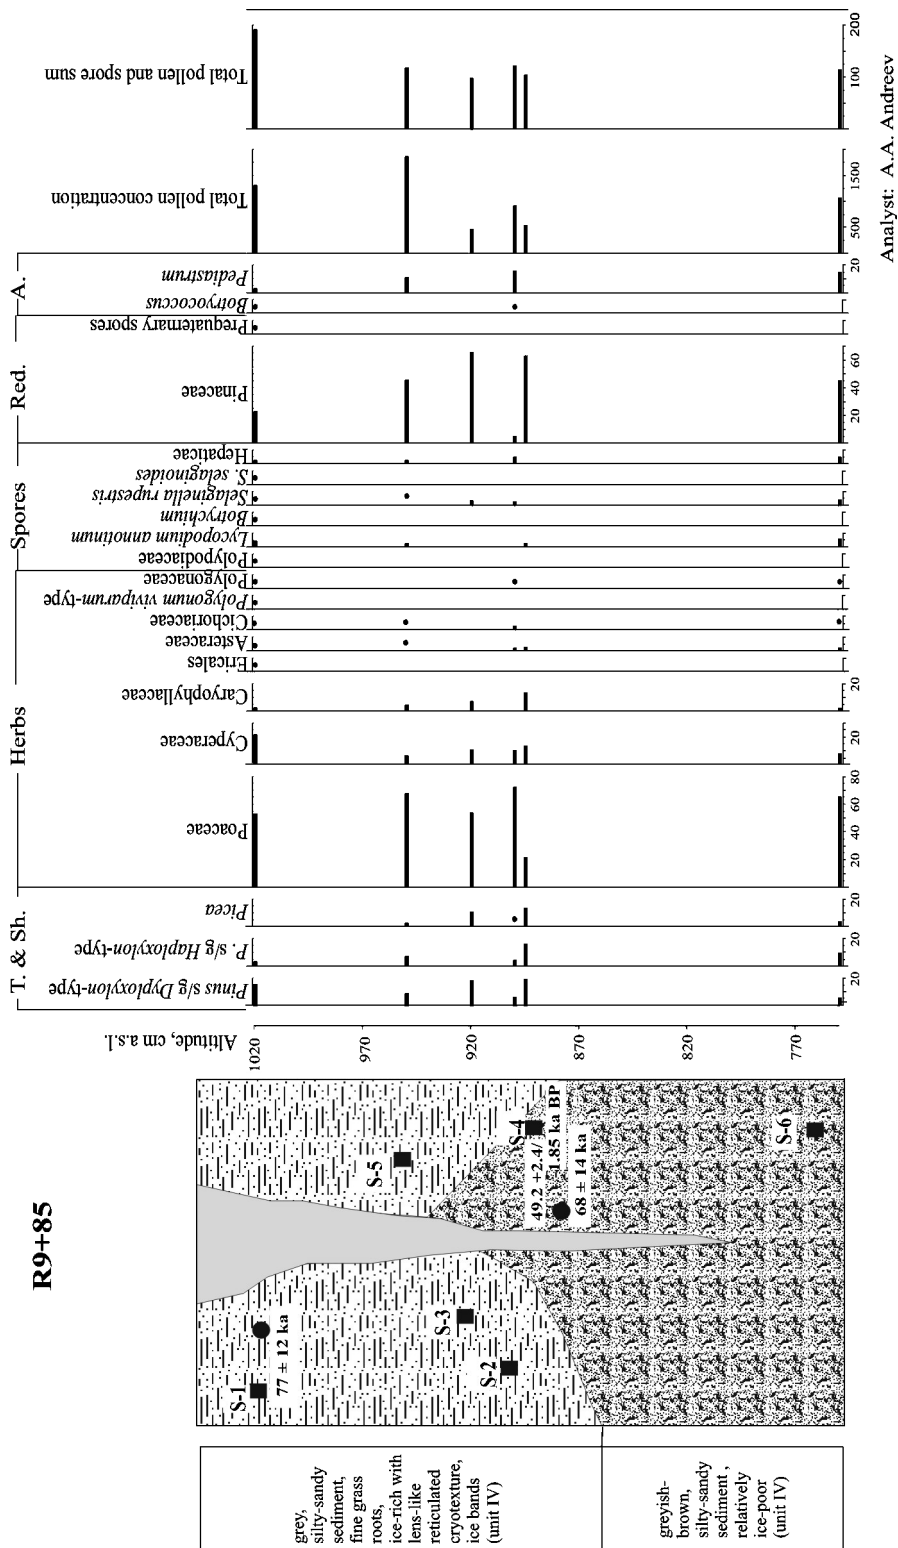 R9+85
grey,
silty-sandy
sediment,
fine grass
roots,
ice-rich with
lens-like
reticulated
cryotexture,
ice bands
(unit IV)
greyish-
brown,
silty-sandy
sediment ,
relatively
ice-poor
(unit IV)
S-1
77 ± 12 ka
S-2
S-3
S-5
S-4
49.2 +2.4/
1.85 ka BP
68 ± 14 ka
S-6
Altitude, cm a.s.l.
1020
970
920
870
820
770
T. & Sh.
Herbs
Spores
Red.
A.
Pinus s/g Dyploxylon-type
P. s/g Haploxylon-type
Picea
Poaceae
Cyperaceae
Caryophyllaceae
Ericales
Asteraceae
Cichoriaceae
Polygonum viviparum-type
Polygonaceae
Polypodiaceae
Lycopodium annotinum
Botrychium
Selaginella rupestris
S. selaginoides
Hepaticae
Pinaceae
Prequaternary spores
Botryococcus
Pediastrum
Total pollen concentration
Total pollen and spore sum
20
20
20
20 40 60 80
20
20
20 40 60
20
500 1500
100 200
Analyst: A.A. Andreev